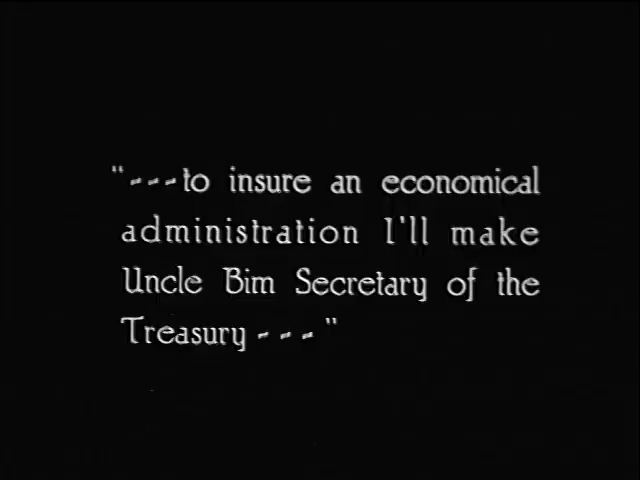 "---to insure an economical
administration I'll make
Uncle Bim Secretary of the
Treasury---"